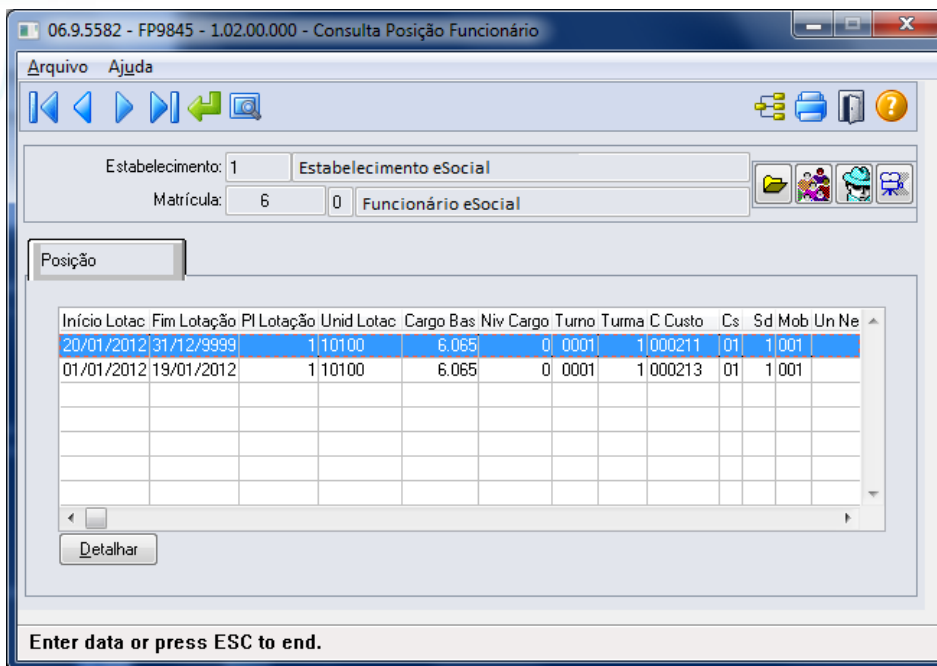 06.9.5582 - FP9845 - 1.02.00.000 - Consulta Posição Funcionário
Arquivo Ajuda
Estabelecimento: 1 Estabelecimento eSocial
Matrícula: 6 0 Funcionário eSocial
Posição
Início Lotac Fim Lotação Pl Lotação Unid Lotac Cargo Bas Niv Cargo Turno Turma C Custo Cs Sd Mob Un Ne
20/01/2012 31/12/9999 1 10100 6.065 0 0001 1 000211 01 1 001
01/01/2012 19/01/2012 1 10100 6.065 0 0001 1 000213 01 1 001
Detalhar
Enter data or press ESC to end.